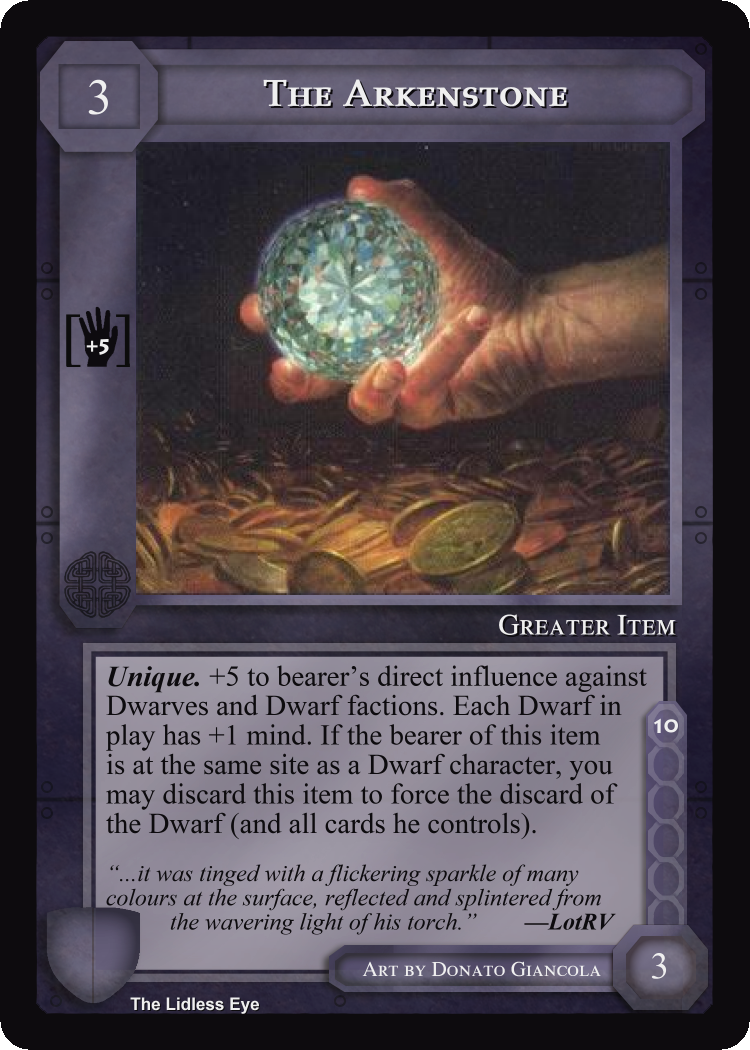 3
The Arkenstone
[+5]
Greater Item
Unique. +5 to bearer’s direct influence against
Dwarves and Dwarf factions. Each Dwarf in
play has +1 mind. If the bearer of this item
is at the same site as a Dwarf character, you
may discard this item to force the discard of
the Dwarf (and all cards he controls).
10
“...it was tinged with a flickering sparkle of many
colours at the surface, reflected and splintered from
the wavering light of his torch.” —LotRV
Art by Donato Giancola
3
The Lidless Eye